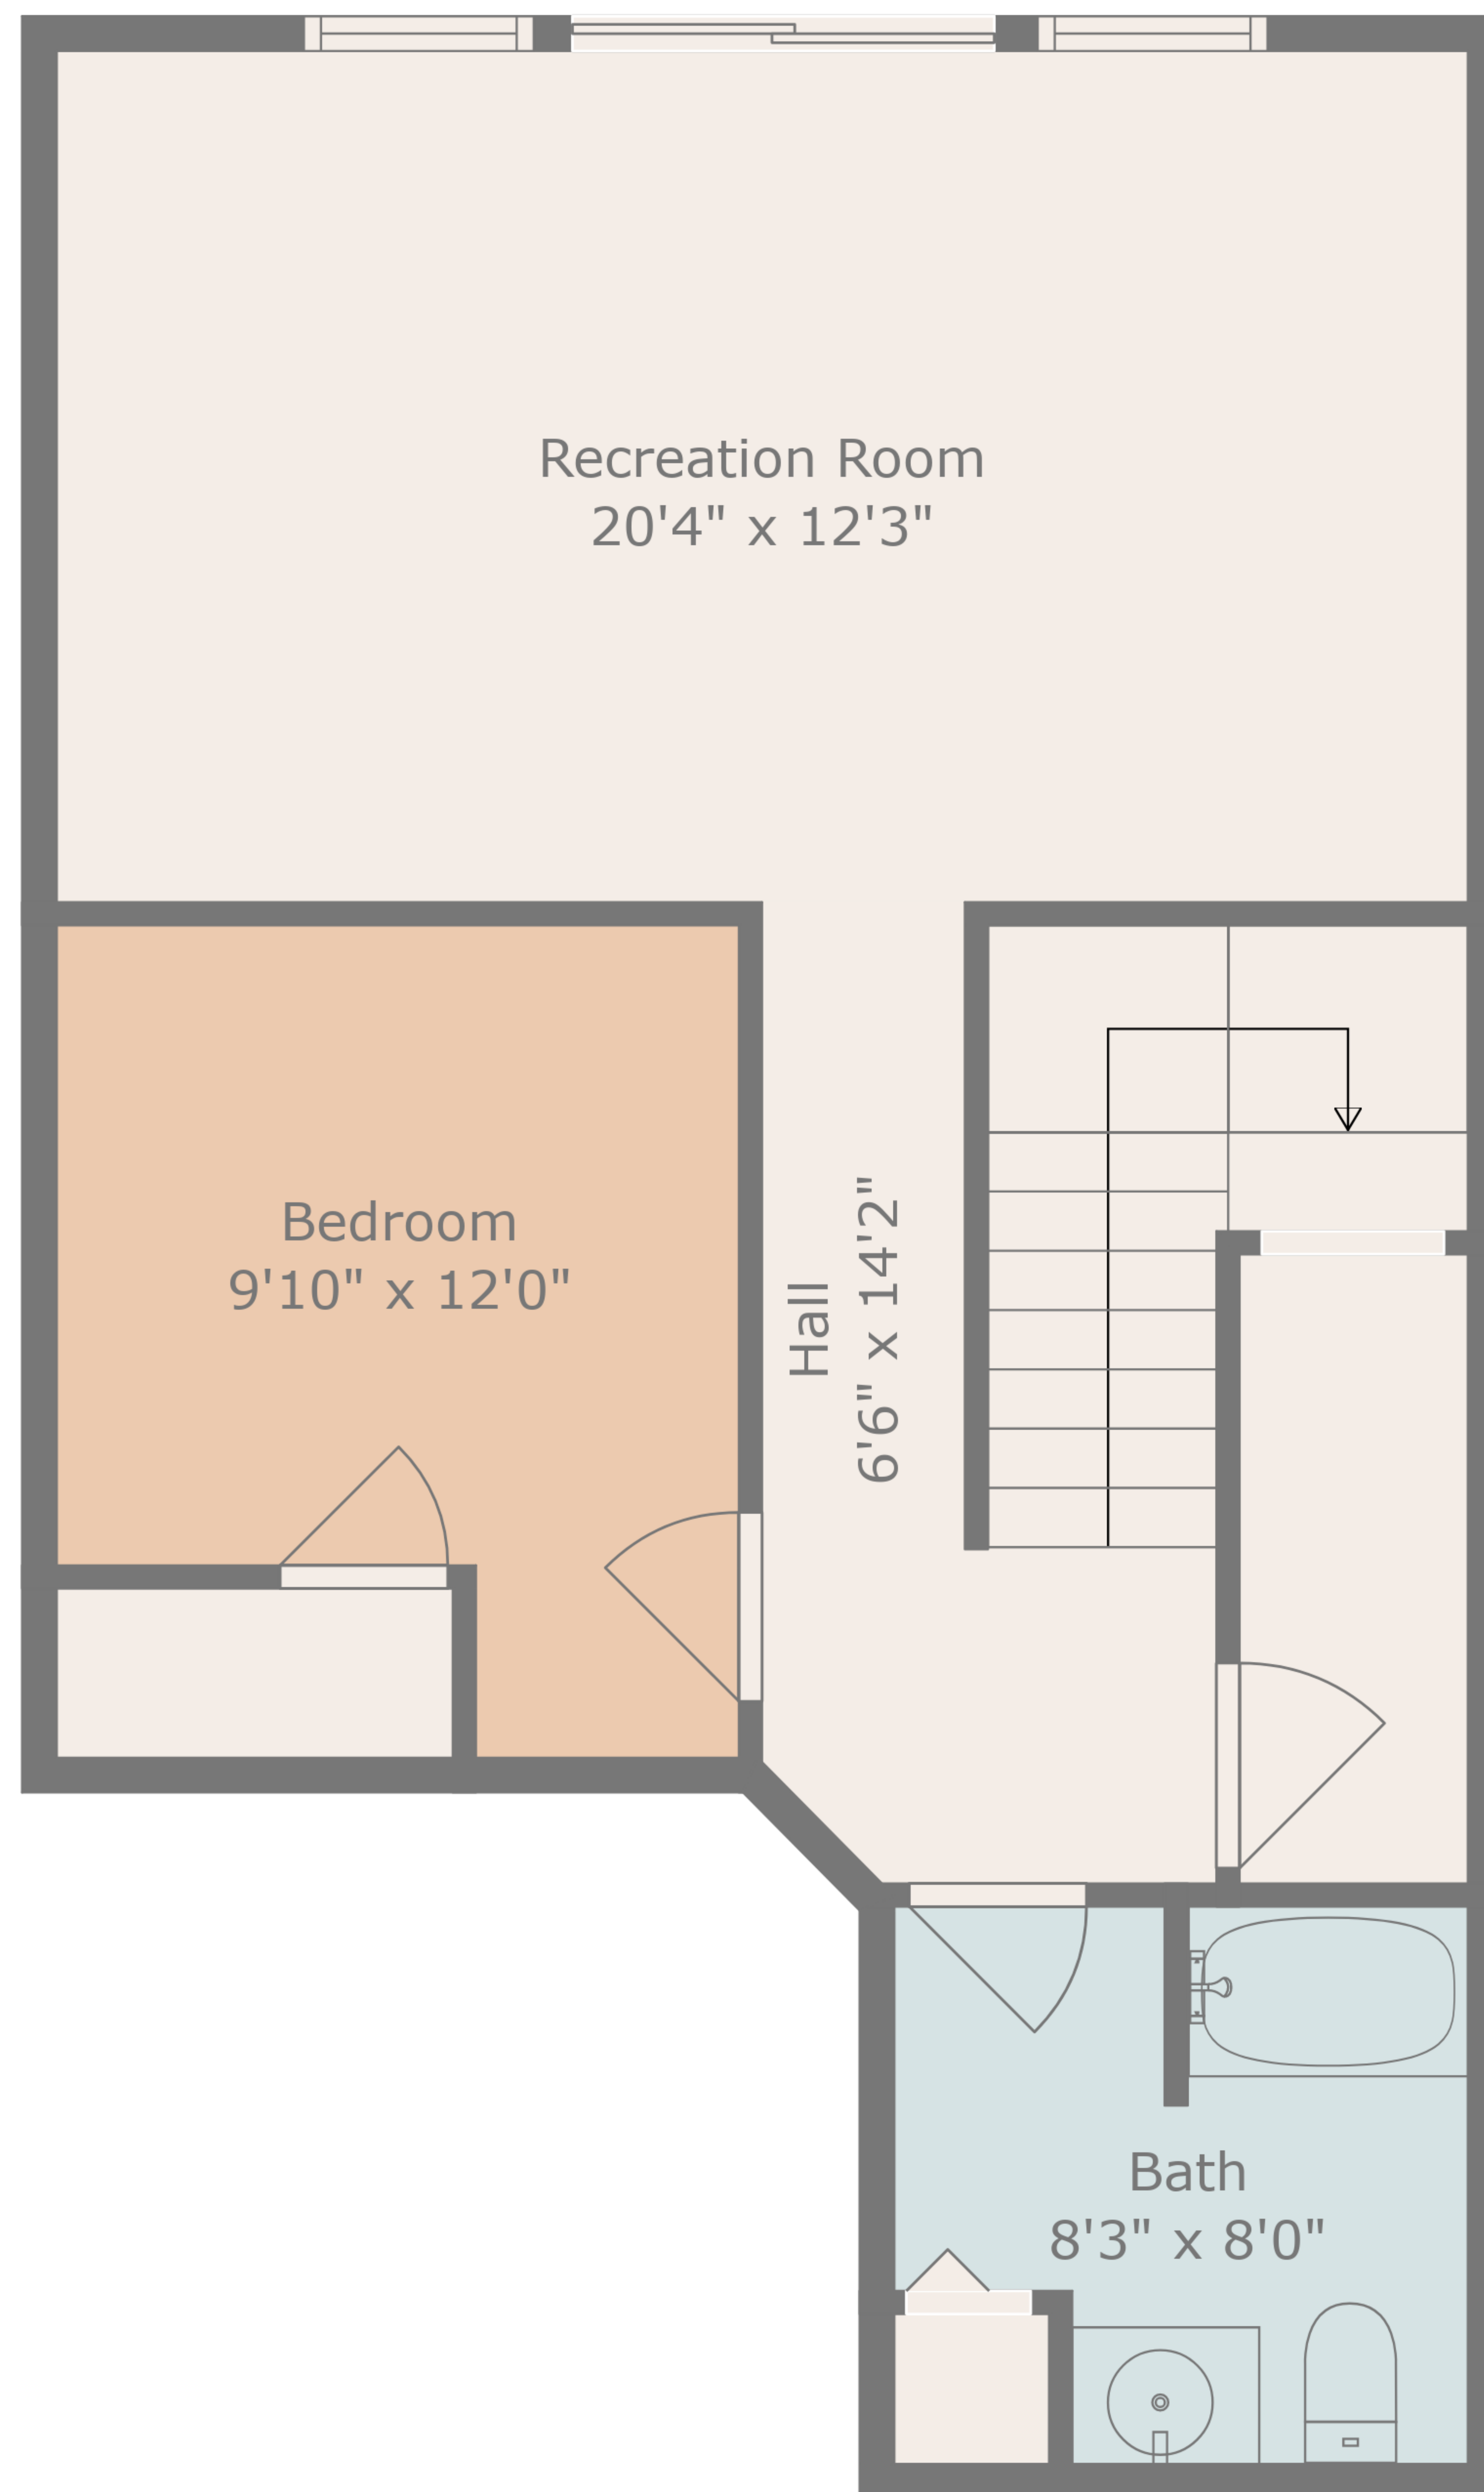 Recreation Room
20'4" x 12'3"
Bedroom
9'10" x 12'0"
Hall
6'6" x 14'2"
Bath
8'3" x 8'0"